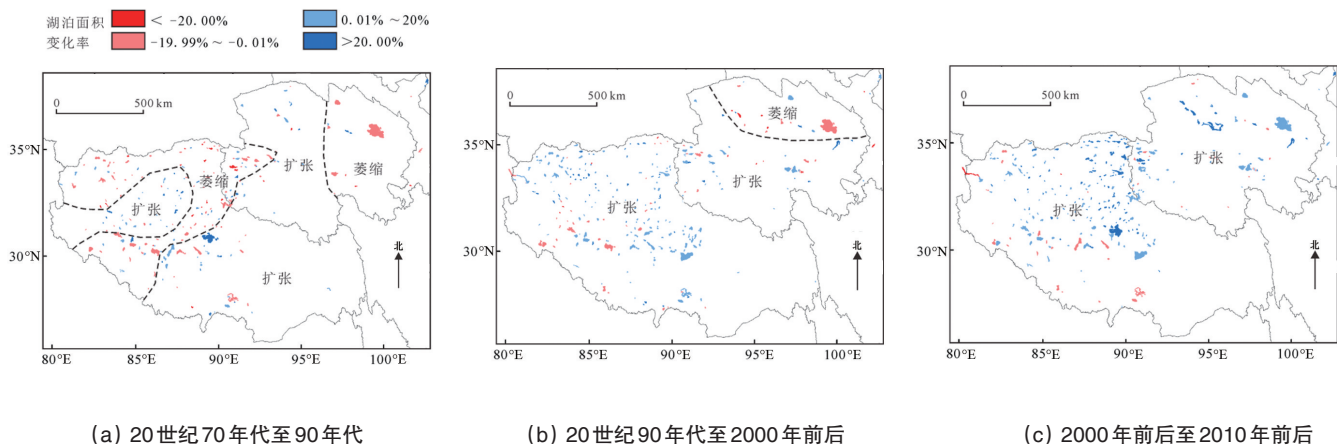 湖泊面积 < -20.00% 0.01% ~20%
变化率 -19.99% ~ -0.01% >20.00%
0 500 km
35°N
30°N
萎缩
扩张
扩张
萎缩
扩张
北
80°E 85°E 90°E 95°E 100°E
(a) 20世纪70年代至90年代
0 500 km
35°N
30°N
萎缩
扩张
扩张
北
80°E 85°E 90°E 95°E 100°E
(b) 20世纪90年代至2000年前后
0 500 km
35°N
30°N
扩张
扩张
北
80°E 85°E 90°E 95°E 100°E
(c) 2000年前后至2010年前后